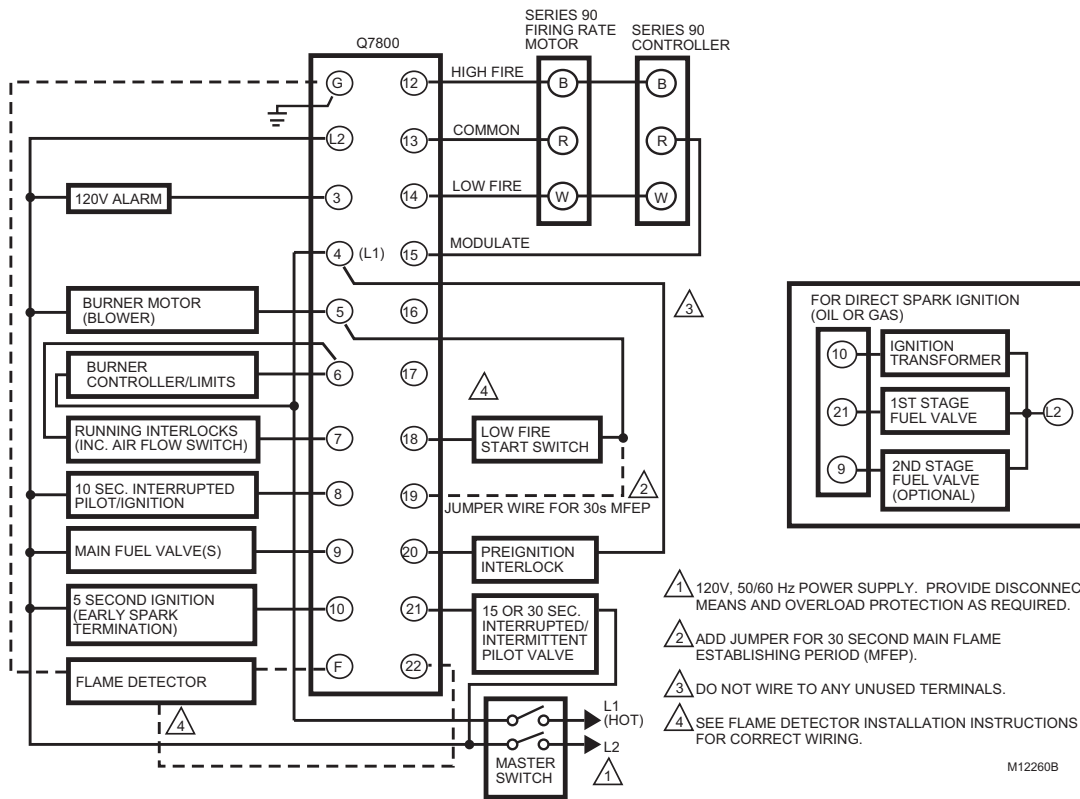 SERIES 90
FIRING RATE
MOTOR
SERIES 90
CONTROLLER
Q7800
G
12
HIGH FIRE
B
B
L2
13
COMMON
R
R
120V ALARM
3
14
LOW FIRE
W
W
4
(L1)
15
MODULATE
3
BURNER MOTOR
(BLOWER)
5
16
BURNER
CONTROLLER/LIMITS
6
17
4
RUNNING INTERLOCKS
(INC. AIR FLOW SWITCH)
7
18
LOW FIRE
START SWITCH
10 SEC. INTERRUPTED
PILOT/IGNITION
8
19
2
JUMPER WIRE FOR 30s MFEP
MAIN FUEL VALVE(S)
9
20
PREIGNITION
INTERLOCK
5 SECOND IGNITION
(EARLY SPARK
TERMINATION)
10
21
15 OR 30 SEC.
INTERRUPTED/
INTERMITTENT
PILOT VALVE
FLAME DETECTOR
F
22
4
L1
(HOT)
L2
MASTER
SWITCH
1
FOR DIRECT SPARK IGNITION
(OIL OR GAS)
10
IGNITION
TRANSFORMER
21
1ST STAGE
FUEL VALVE
L2
9
2ND STAGE
FUEL VALVE
(OPTIONAL)
1 120V, 50/60 Hz POWER SUPPLY. PROVIDE DISCONNEC
MEANS AND OVERLOAD PROTECTION AS REQUIRED.
2 ADD JUMPER FOR 30 SECOND MAIN FLAME
ESTABLISHING PERIOD (MFEP).
3 DO NOT WIRE TO ANY UNUSED TERMINALS.
4 SEE FLAME DETECTOR INSTALLATION INSTRUCTIONS
FOR CORRECT WIRING.
M12260B